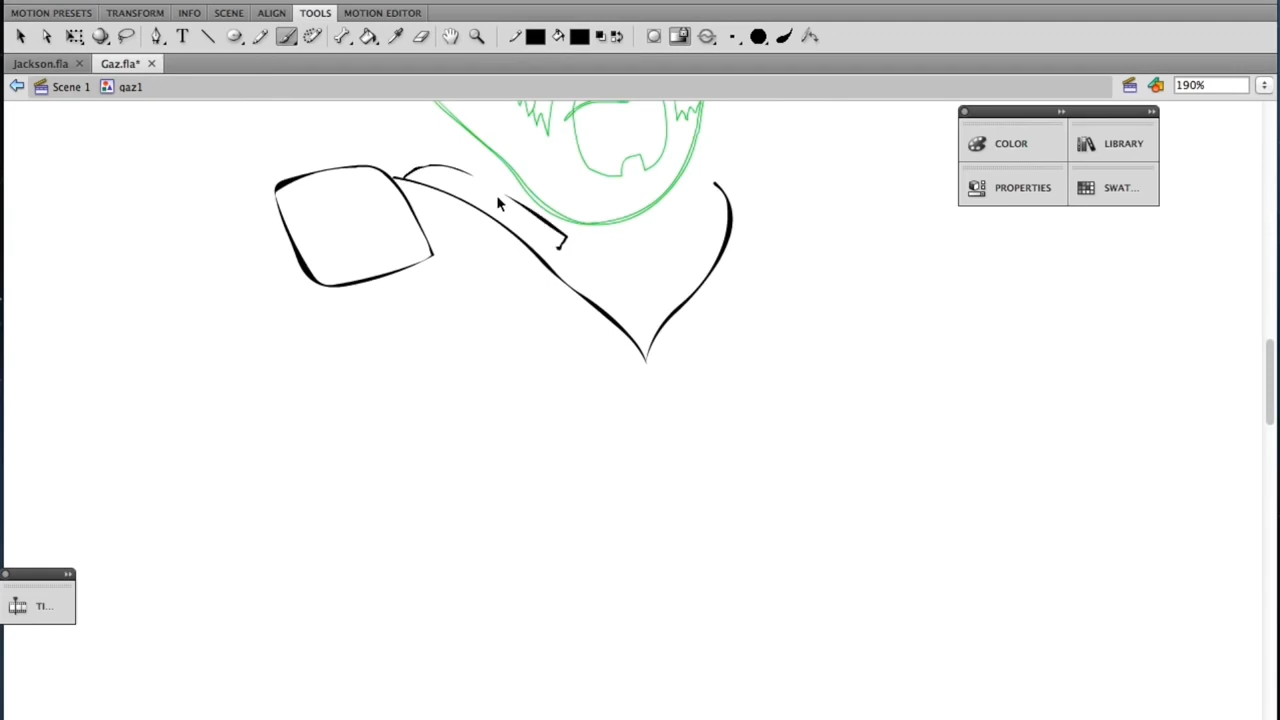 MOTION PRESETS TRANSFORM INFO SCENE ALIGN TOOLS MOTION EDITOR
T
Jackson.fla Gaz.fla*
Scene 1 gaz1 190%
COLOR LIBRARY
PROPERTIES SWAT...
TI...